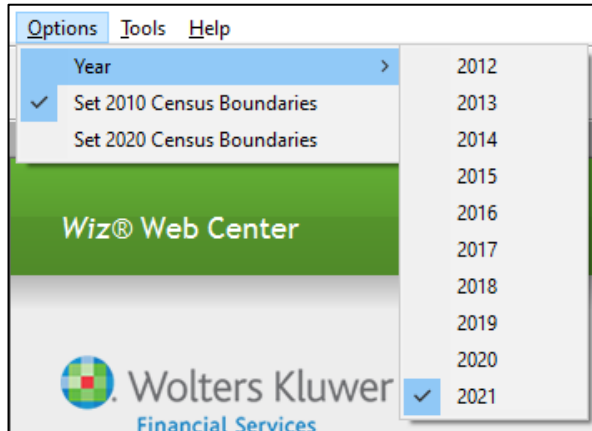 Options Tools Help
Year
Set 2010 Census Boundaries
Set 2020 Census Boundaries
2012
2013
2014
2015
2016
2017
2018
2019
2020
2021
Wiz® Web Center
Wolters Kluwer
Financial Services